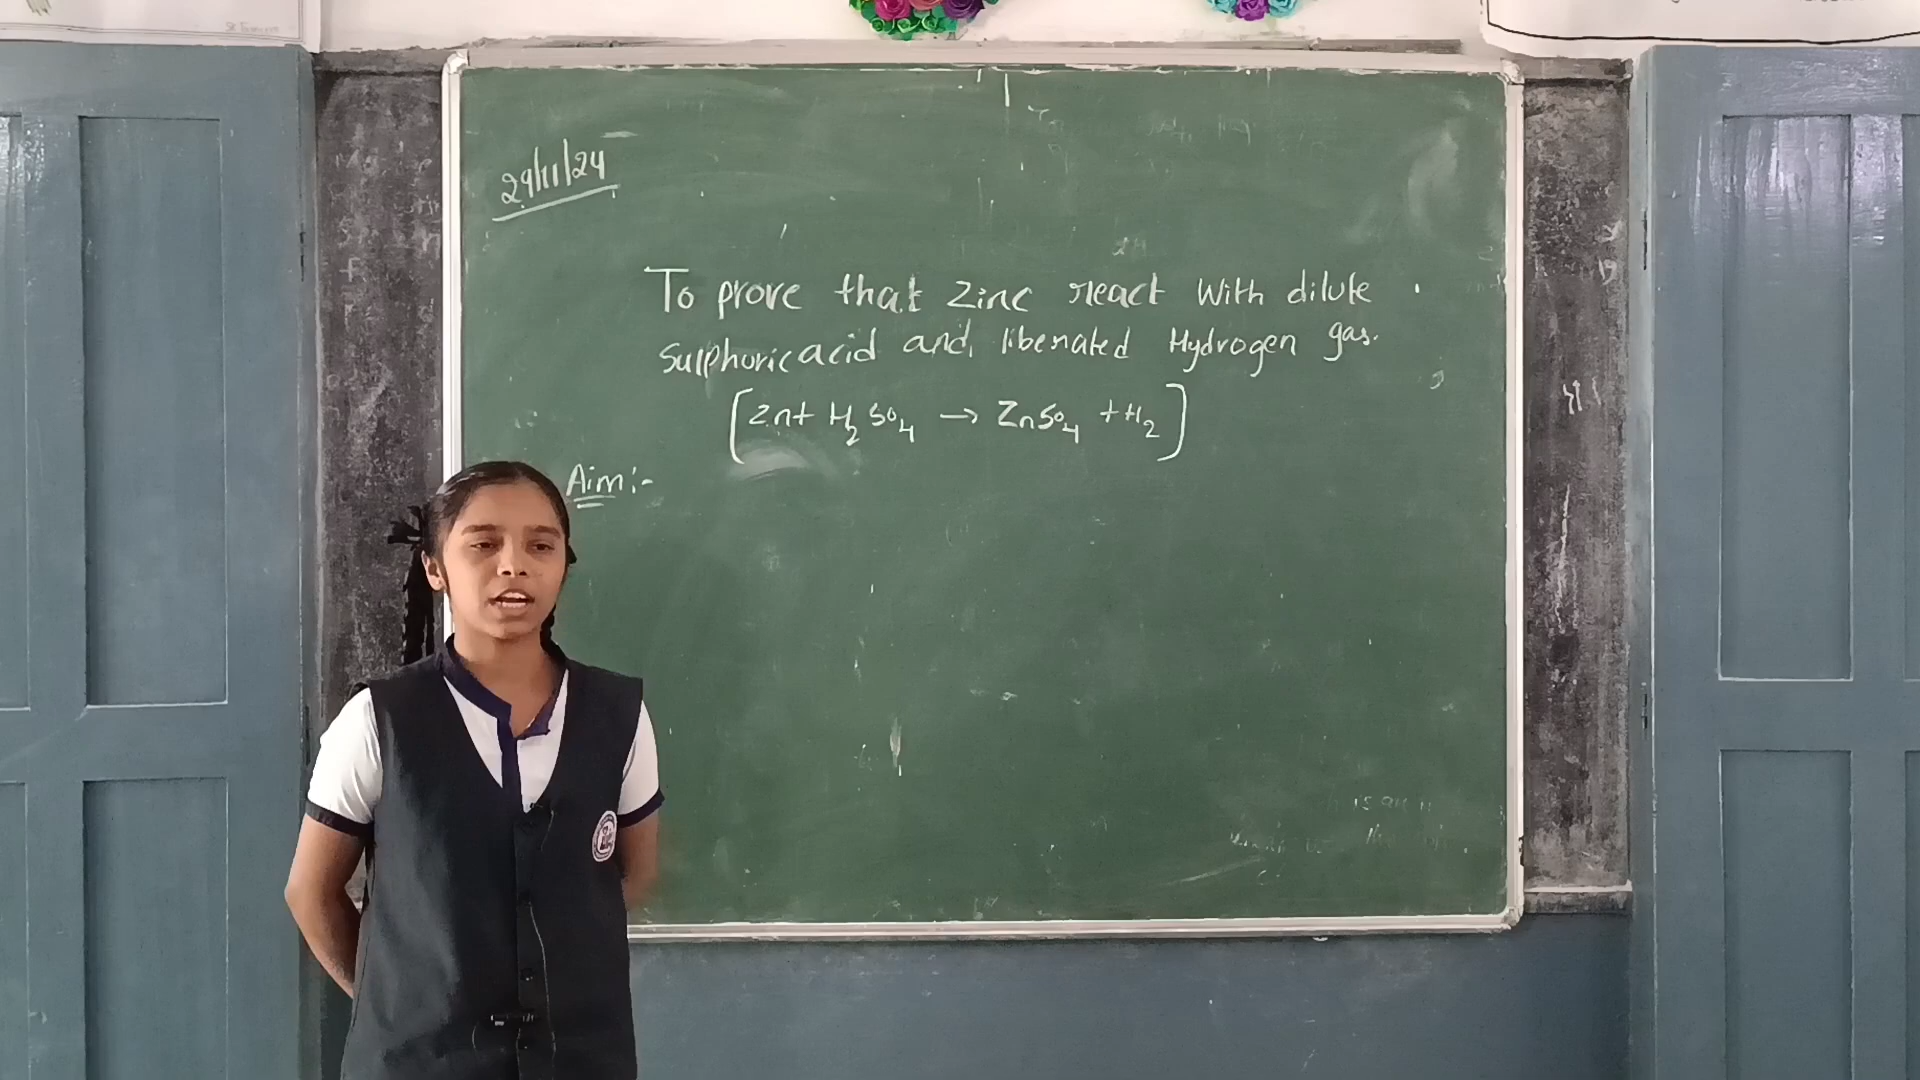 29/11/24
To prove that Zinc react With dilute
Sulphuric acid and liberated Hydrogen gas.
[Zn + H₂SO₄ → ZnSO₄ + H₂]
Aim :-